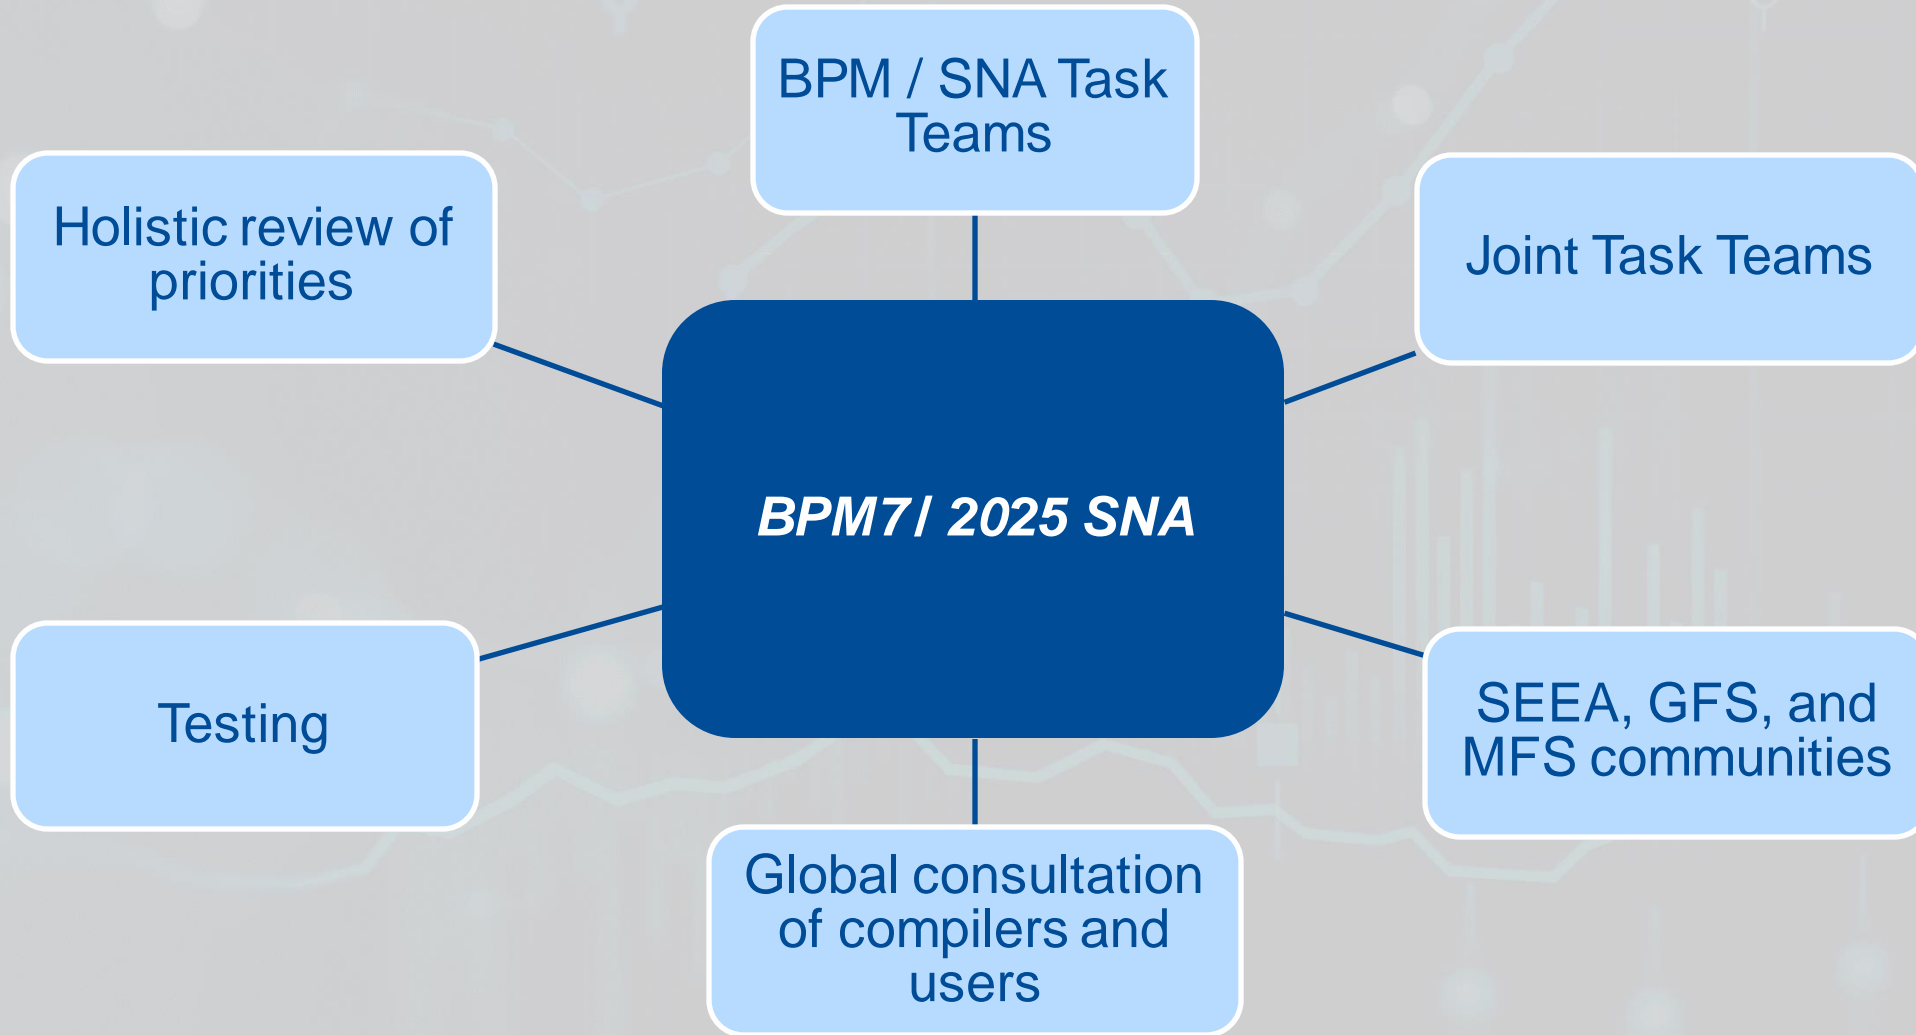 BPM / SNA Task
Teams
Holistic review of
priorities
Joint Task Teams
BPM7/ 2025 SNA
Testing
SEEA, GFS, and
MFS communities
Global consultation
of compilers and
users